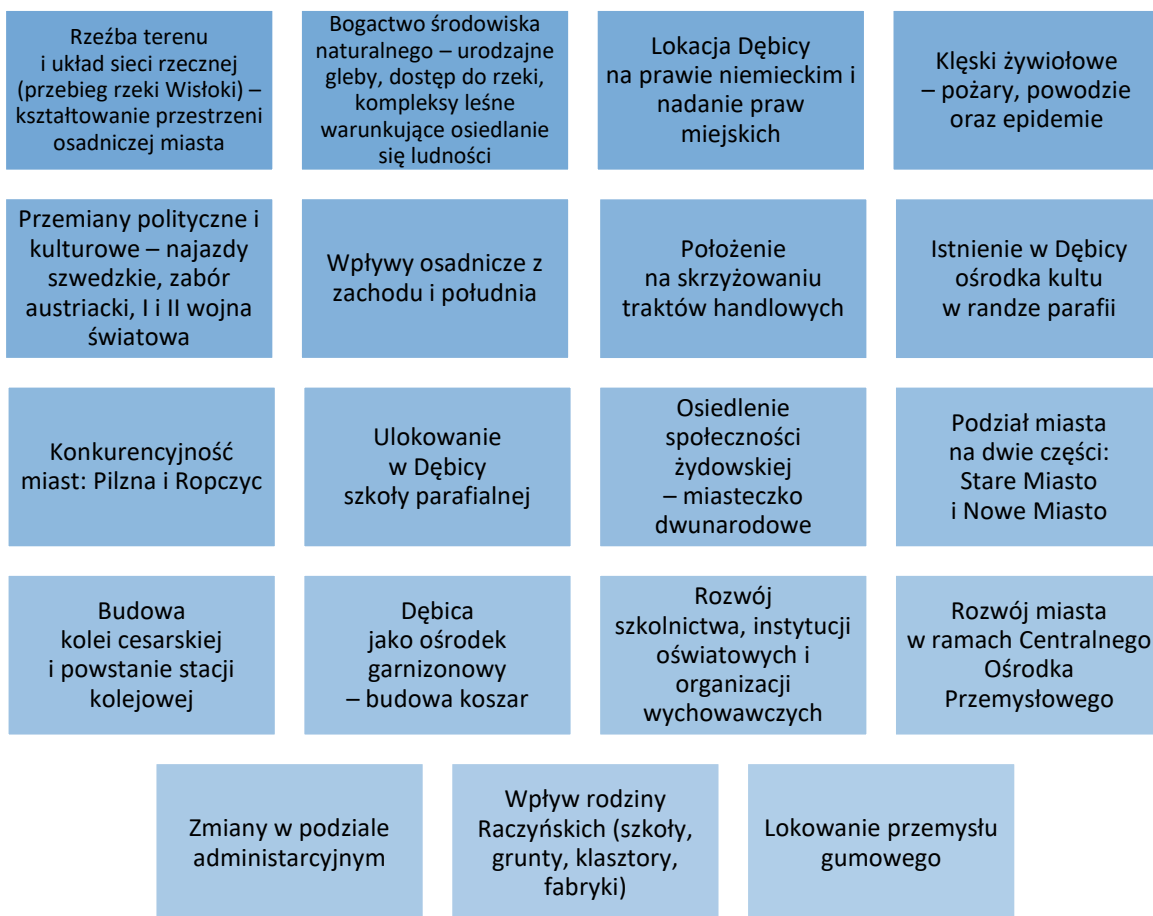 Rzeźba terenu
i układ sieci rzecznej
(przebieg rzeki Wisłoki) –
kształtowanie przestrzeni
osadniczej miasta
Bogactwo środowiska
naturalnego – urodzajne
gleby, dostęp do rzeki,
kompleksy leśne
warunkujące osiedlanie
się ludności
Lokacja Dębicy
na prawie niemieckim i
nadanie praw
miejskich
Klęski żywiołowe
– pożary, powodzie
oraz epidemie
Przemiany polityczne i
kulturowe – najazdy
szwedzkie, zabór
austriacki, I i II wojna
światowa
Wpływy osadnicze z
zachodu i południa
Położenie
na skrzyżowaniu
traktów handlowych
Istnienie w Dębicy
ośrodka kultu
w randze parafii
Konkurencyjność
miast: Pilzna i Ropczyc
Ulokowanie
w Dębicy
szkoły parafialnej
Osiedlenie
społeczności
żydowskiej
– miasteczko
dwunarodowe
Podział miasta
na dwie części:
Stare Miasto
i Nowe Miasto
Budowa
kolei cesarskiej
i powstanie stacji
kolejowej
Dębica
jako ośrodek
garnizonowy
– budowa koszar
Rozwój
szkolnictwa, instytucji
oświatowych i
organizacji
wychowawczych
Rozwój miasta
w ramach Centralnego
Ośrodka
Przemysłowego
Zmiany w podziale
administarcyjnym
Wpływ rodziny
Raczyńskich (szkoły,
grunty, klasztory,
fabryki)
Lokowanie przemysłu
gumowego